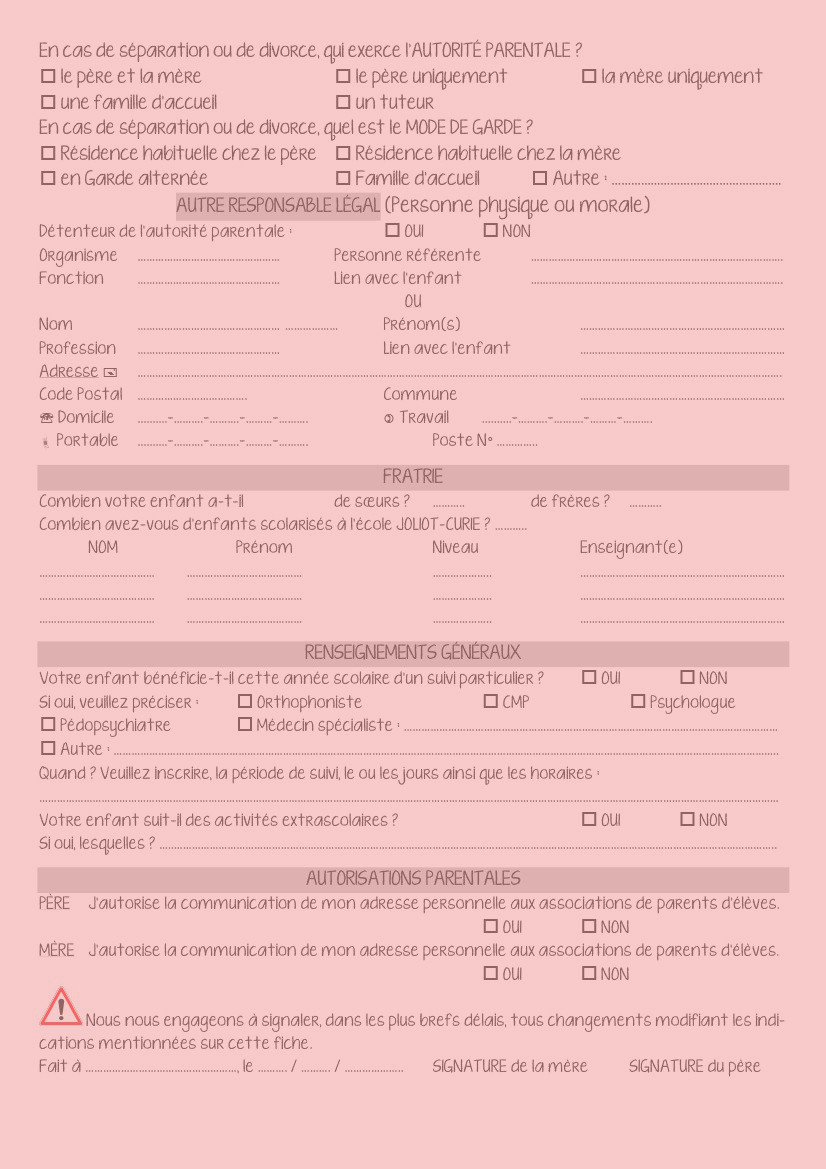 En cas de séparation ou de divorce, qui exerce l'AUTORITÉ PARENTALE ?
☐ le père et la mère ☐ le père uniquement ☐ la mère uniquement
☐ une famille d'accueil ☐ un tuteur
En cas de séparation ou de divorce, quel est le MODE DE GARDE ?
☐ Résidence habituelle chez le père ☐ Résidence habituelle chez la mère
☐ en Garde alternée ☐ Famille d'accueil ☐ Autre : ..........................................................
AUTRE RESPONSABLE LÉGAL (Personne physique ou morale)
Détenteur de l'autorité parentale : ☐ OUI ☐ NON
Organisme ................................................ Personne référente ......................................................................................
Fonction ................................................ Lien avec l'enfant ......................................................................................
OU
Nom ................................................ .................. Prénom(s) ......................................................................
Profession ................................................ Lien avec l'enfant ......................................................................
Adresse ✉ ......................................................................................................................
Code Postal ..................................... Commune ......................................................................
☎ Domicile ..........-..........-..........-.........-.......... Travail ..........-..........-..........-.........-..........
Portable ..........-..........-..........-.........-.......... Poste N° ..............
FRATRIE
Combien votre enfant a-t-il de sœurs ? ........... de frères ? ...........
Combien avez-vous d'enfants scolarisés à l'école JOLIOT-CURIE ? ...........
NOM Prénom Niveau Enseignant(e)
....................................... ....................................... .................... ......................................................................
....................................... ....................................... .................... ......................................................................
....................................... ....................................... .................... ......................................................................
RENSEIGNEMENTS GÉNÉRAUX
Votre enfant bénéficie-t-il cette année scolaire d'un suivi particulier ? ☐ OUI ☐ NON
Si oui, veuillez préciser : ☐ Orthophoniste ☐ CMP ☐ Psychologue
☐ Pédopsychiatre ☐ Médecin spécialiste : ......................................................................
☐ Autre : ......................................................................................................................
Quand ? Veuillez inscrire, la période de suivi, le ou les jours ainsi que les horaires :
......................................................................................................................
Votre enfant suit-il des activités extrascolaires ? ☐ OUI ☐ NON
Si oui, lesquelles ? ......................................................................................................................
AUTORISATIONS PARENTALES
PÈRE J'autorise la communication de mon adresse personnelle aux associations de parents d'élèves.
☐ OUI ☐ NON
MÈRE J'autorise la communication de mon adresse personnelle aux associations de parents d'élèves.
☐ OUI ☐ NON
Nous nous engageons à signaler, dans les plus brefs délais, tous changements modifiant les indi-
cations mentionnées sur cette fiche.
Fait à ..................................................., le .......... / .......... / .................... SIGNATURE de la mère SIGNATURE du père